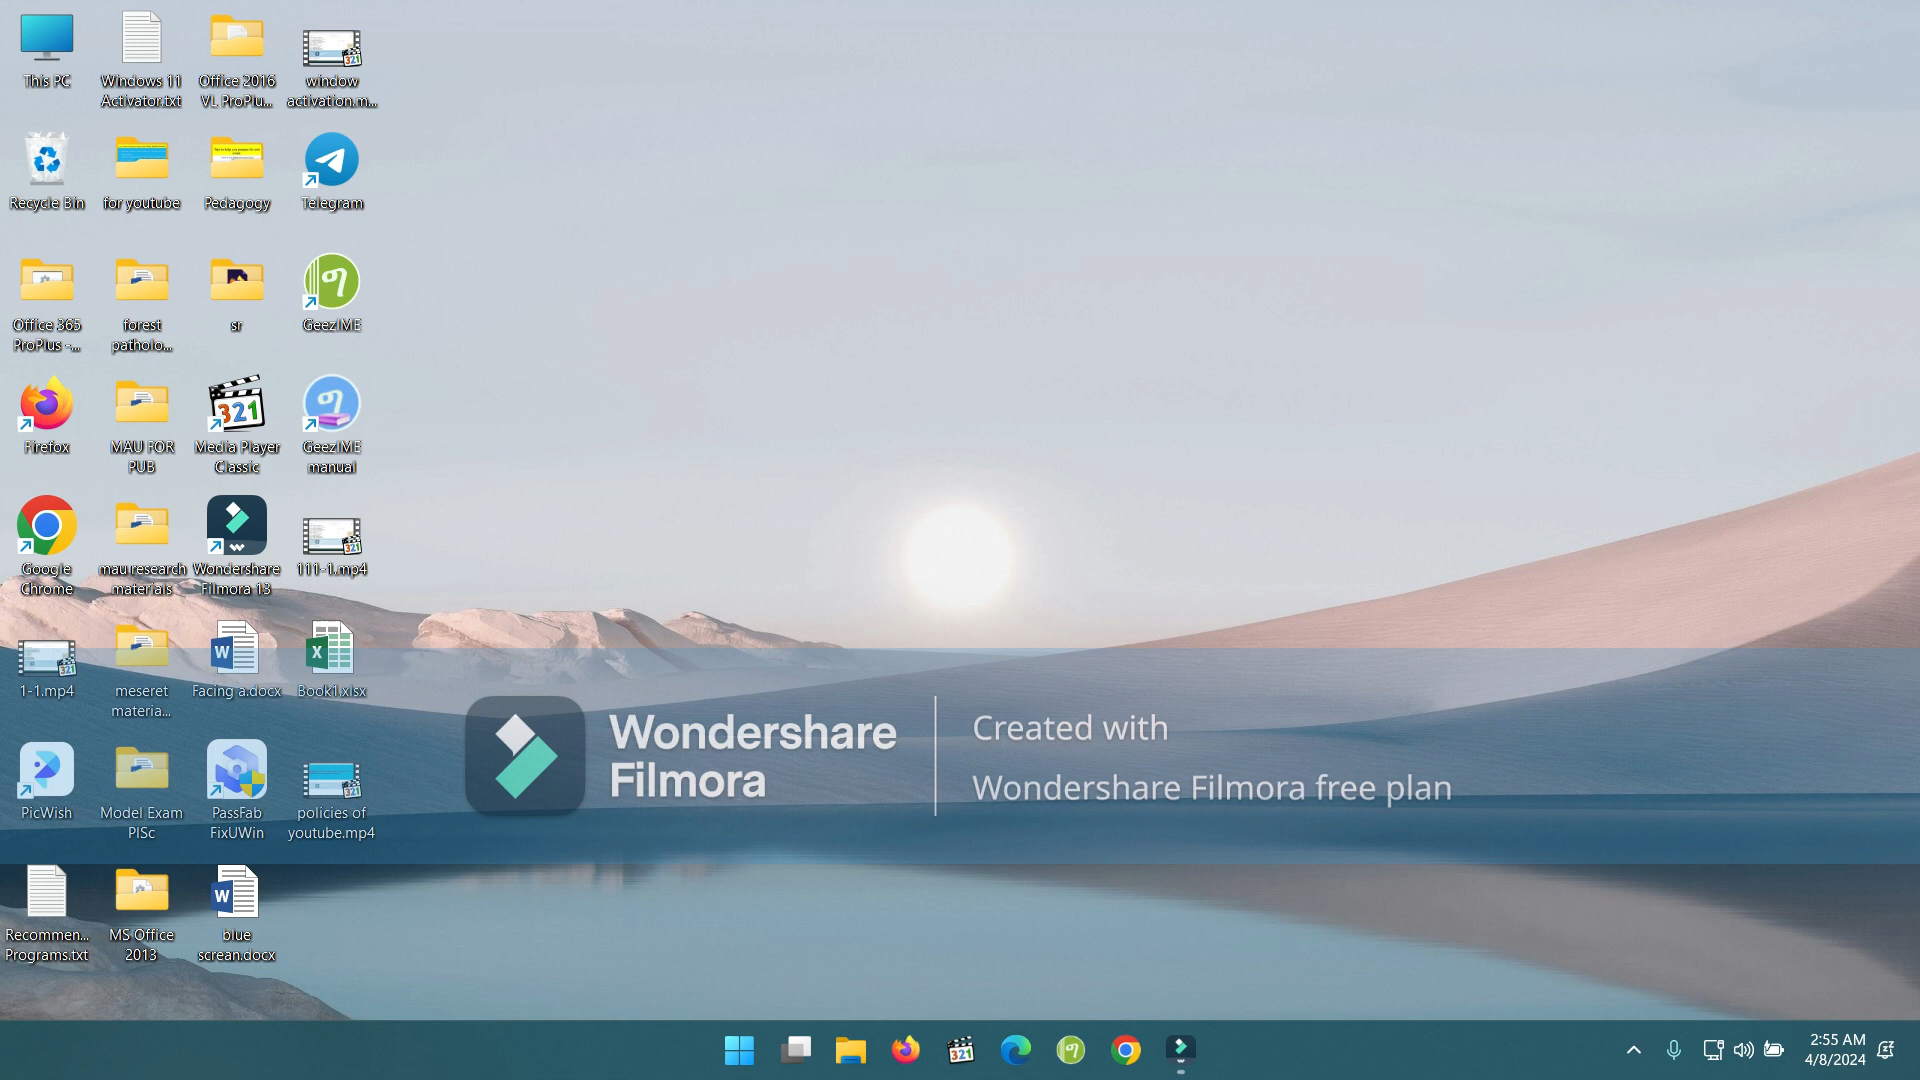 This PC
Windows 11
Activator.txt
Office 2016
VL ProPlu...
window
activation.m...
Recycle Bin
for youtube
Pedagogy
Telegram
Office 365
ProPlus -...
forest
patholo...
sr
GeezIME
Firefox
MAU FOR
PUB
321
Media Player
Classic
GeezIME
manual
Google
Chrome
mau research
materials
Wondershare
Filmora 13
111-1.mp4
1-1.mp4
meseret
materia...
Facing a.docx
Book1.xlsx
PicWish
Model Exam
PlSc
PassFab
FixUWin
policies of
youtube.mp4
Recommen...
Programs.txt
MS Office
2013
blue
screan.docx
Wondershare
Filmora
Created with
Wondershare Filmora free plan
2:55 AM
4/8/2024